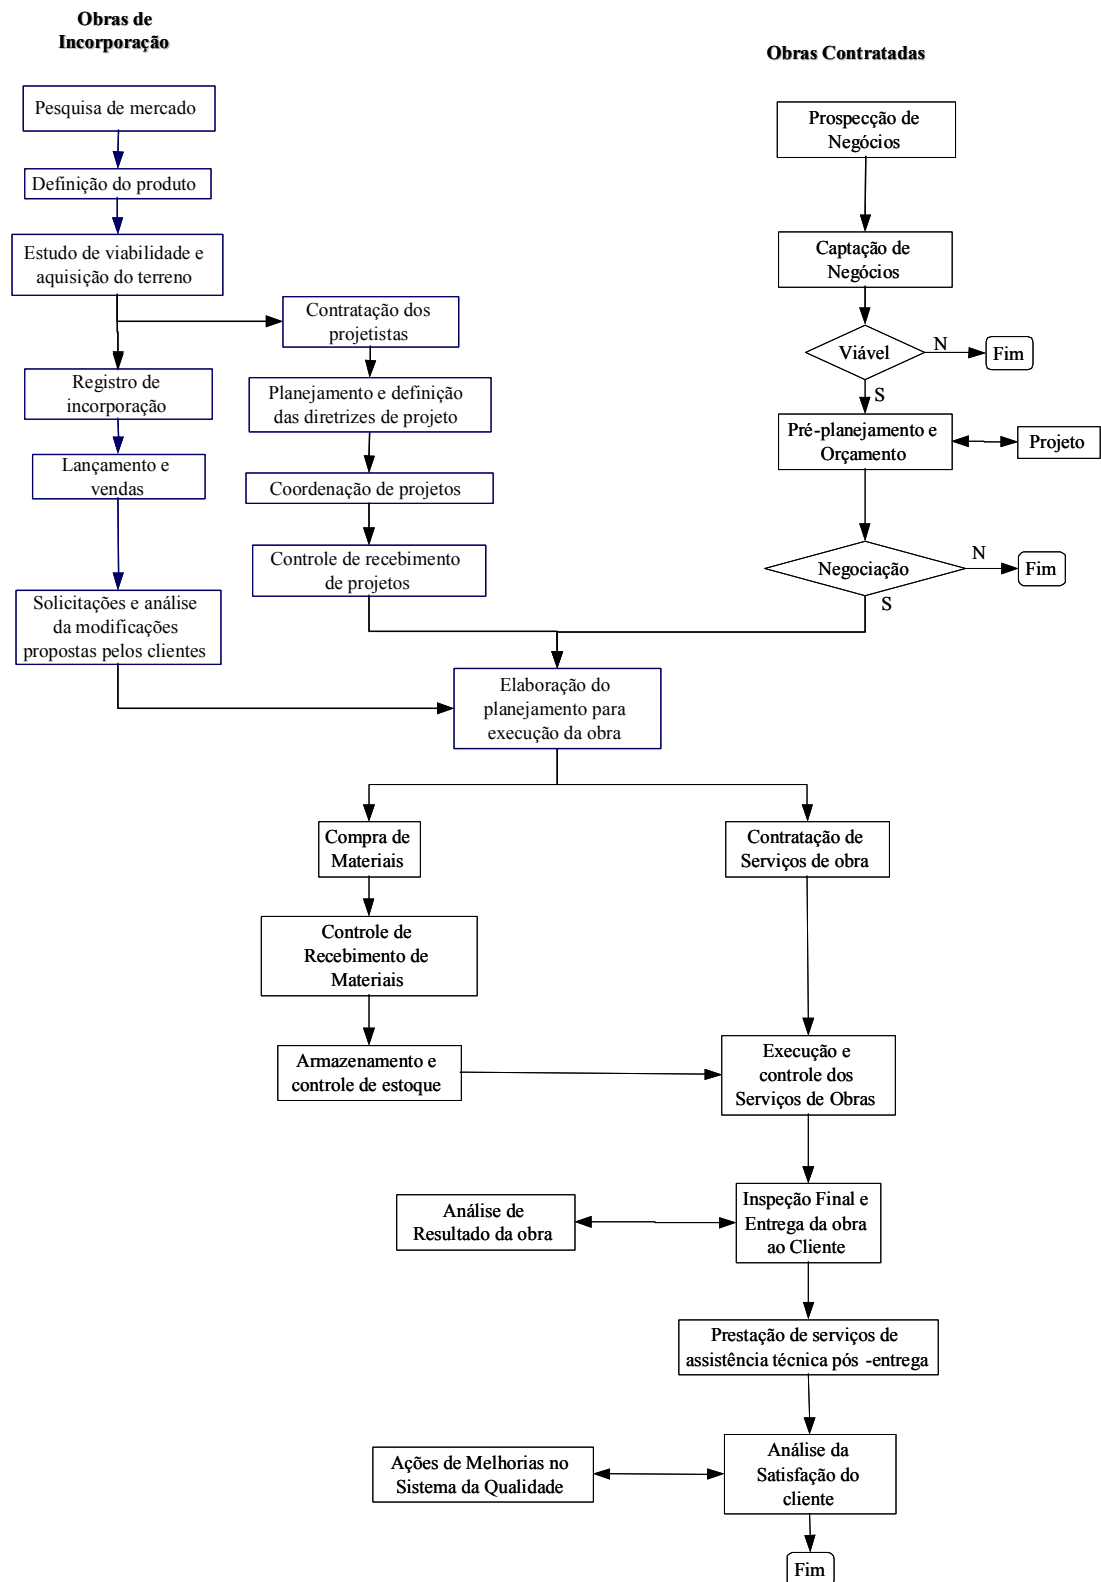 Obras de
Incorporação
Obras Contratadas
Pesquisa de mercado
Prospecção de
Negócios
Definição do produto
Estudo de viabilidade e
aquisição do terreno
Captação de
Negócios
Contratação dos
projetistas
Viável
N
Fim
Registro de
incorporação
Planejamento e definição
das diretrizes de projeto
S
Pré-planejamento e
Orçamento
Projeto
Lançamento e
vendas
Coordenação de projetos
Controle de recebimento
de projetos
Negociação
N
Fim
S
Solicitações e análise
da modificações
propostas pelos clientes
Elaboração do
planejamento para
execução da obra
Compra de
Materiais
Contratação de
Serviços de obra
Controle de
Recebimento de
Materiais
Armazenamento e
controle de estoque
Execução e
controle dos
Serviços de Obras
Análise de
Resultado da obra
Inspeção Final e
Entrega da obra
ao Cliente
Prestação de serviços de
assistência técnica pós -entrega
Ações de Melhorias no
Sistema da Qualidade
Análise da
Satisfação do
cliente
Fim